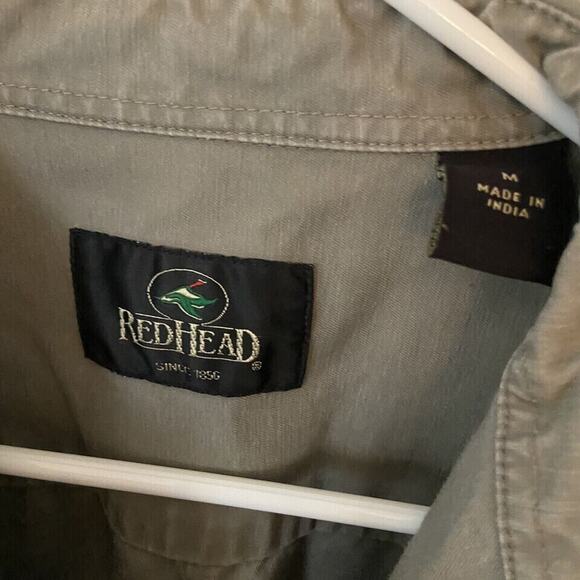 REDHEAD®
SINCE 1856
M
MADE IN
INDIA